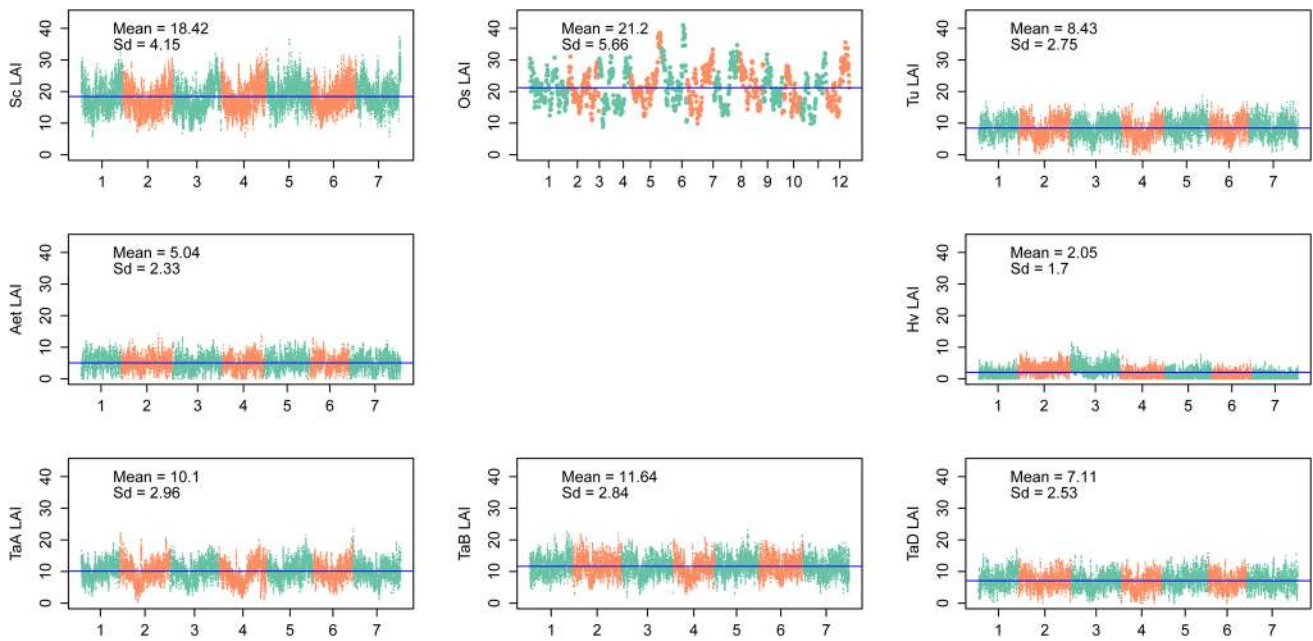 Mean = 18.42
Sd = 4.15
Sc LAI
0 10 20 30 40
1 2 3 4 5 6 7
Mean = 21.2
Sd = 5.66
Os LAI
0 10 20 30 40
1 2 3 4 5 6 7 8 9 10 12
Mean = 8.43
Sd = 2.75
Tu LAI
0 10 20 30 40
1 2 3 4 5 6 7
Mean = 5.04
Sd = 2.33
Aet LAI
0 10 20 30 40
1 2 3 4 5 6 7
Mean = 2.05
Sd = 1.7
Hv LAI
0 10 20 30 40
1 2 3 4 5 6 7
Mean = 10.1
Sd = 2.96
TaA LAI
0 10 20 30 40
1 2 3 4 5 6 7
Mean = 11.64
Sd = 2.84
TaB LAI
0 10 20 30 40
1 2 3 4 5 6 7
Mean = 7.11
Sd = 2.53
TaD LAI
0 10 20 30 40
1 2 3 4 5 6 7